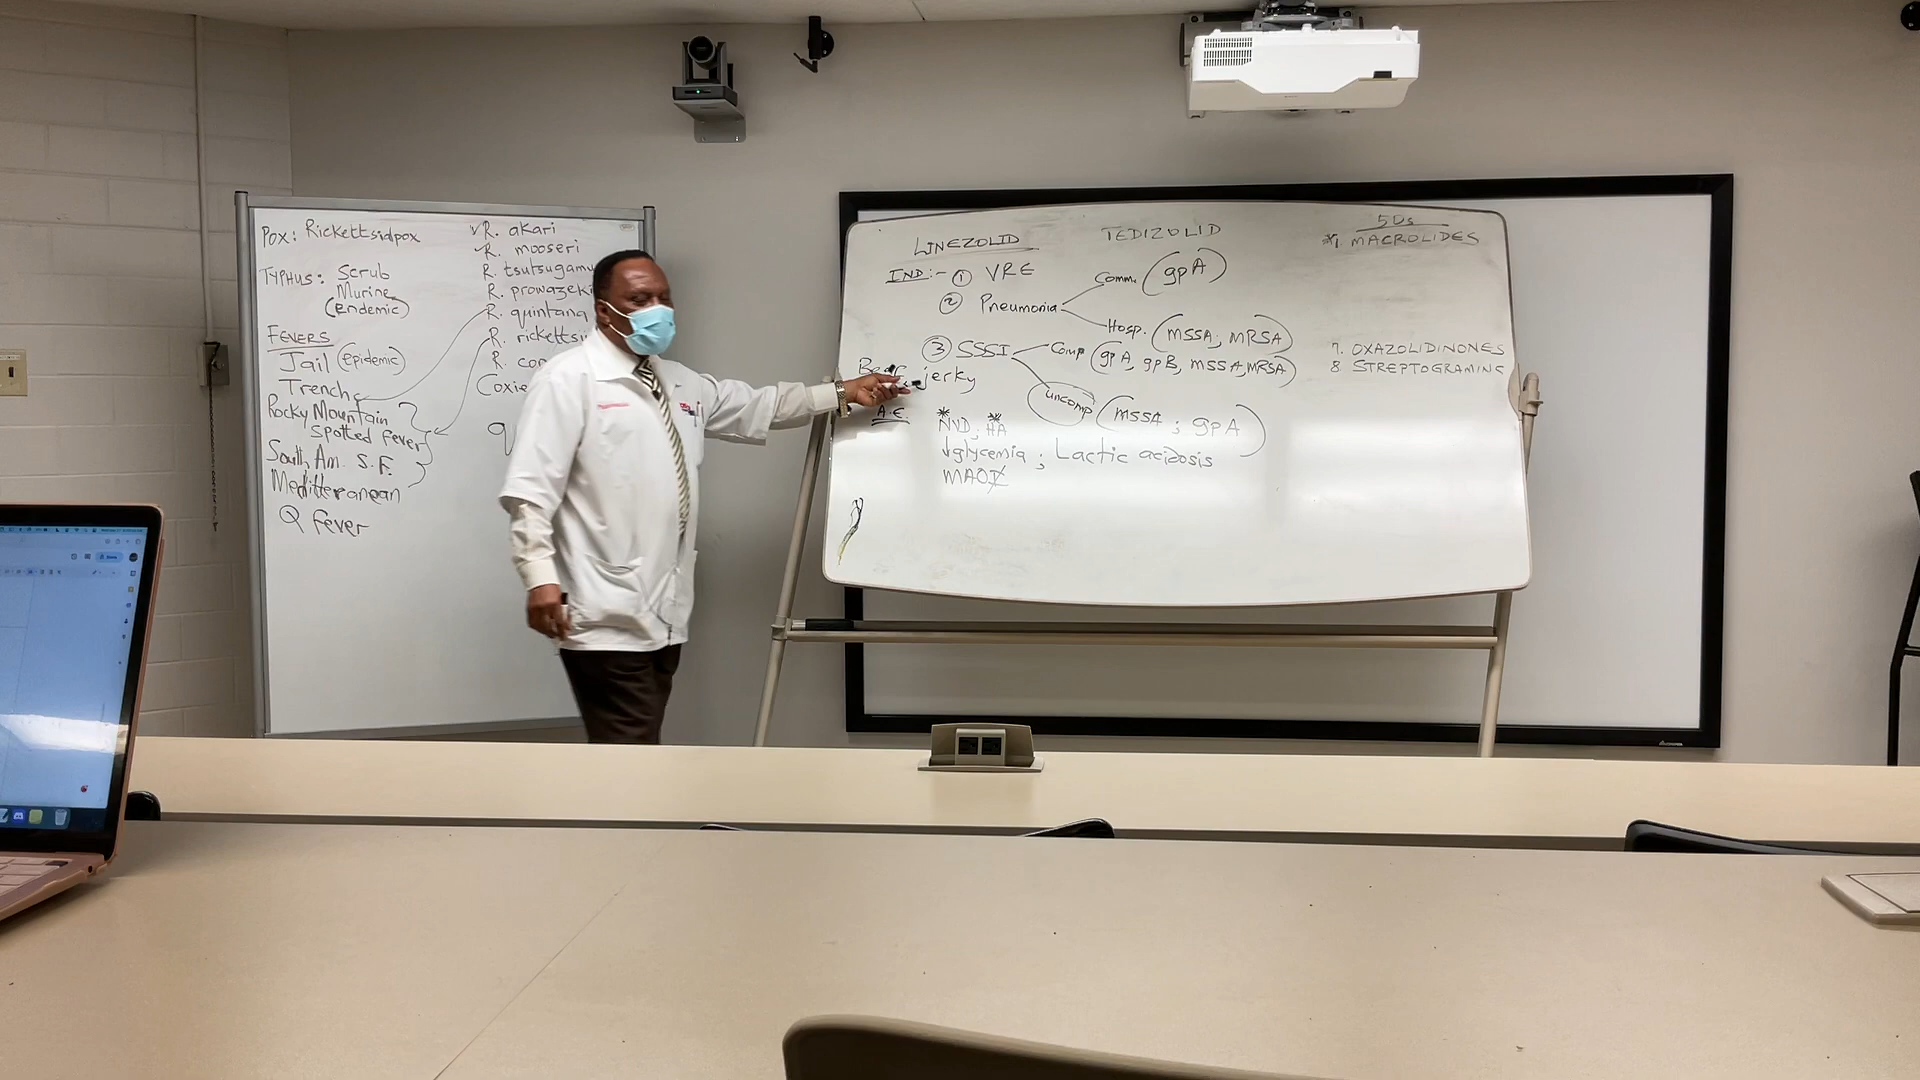 POX: Rickettsialpox
TYPHUS: Scrub
Murine
(Endemic)
FEVERS
Jail (Epidemic)
Trench
Rocky Mountain
Spotted Fever
South Am. S.F.
Mediterranean
Q fever
R. akari
R. mooseri
R. tsutsugamu
R. prowazeki
R. quintana
R. rickettsi
R. cor
Coxie
LINEZOLID
TEDIZOLID
IND:- ① VRE
② Pneumonia
Comm. (gpA)
Hosp. (MSSA, MRSA)
③ SSSI
Comp (gpA, gpB, MSSA, MRSA)
uncomp (MSSA; gpA)
jerky
A.E.
*NVD; *HA
↓glycemia; Lactic acidosis
MAOI
50s
*1. MACROLIDES
7. OXAZOLIDINONES
8 STREPTOGRAMINS